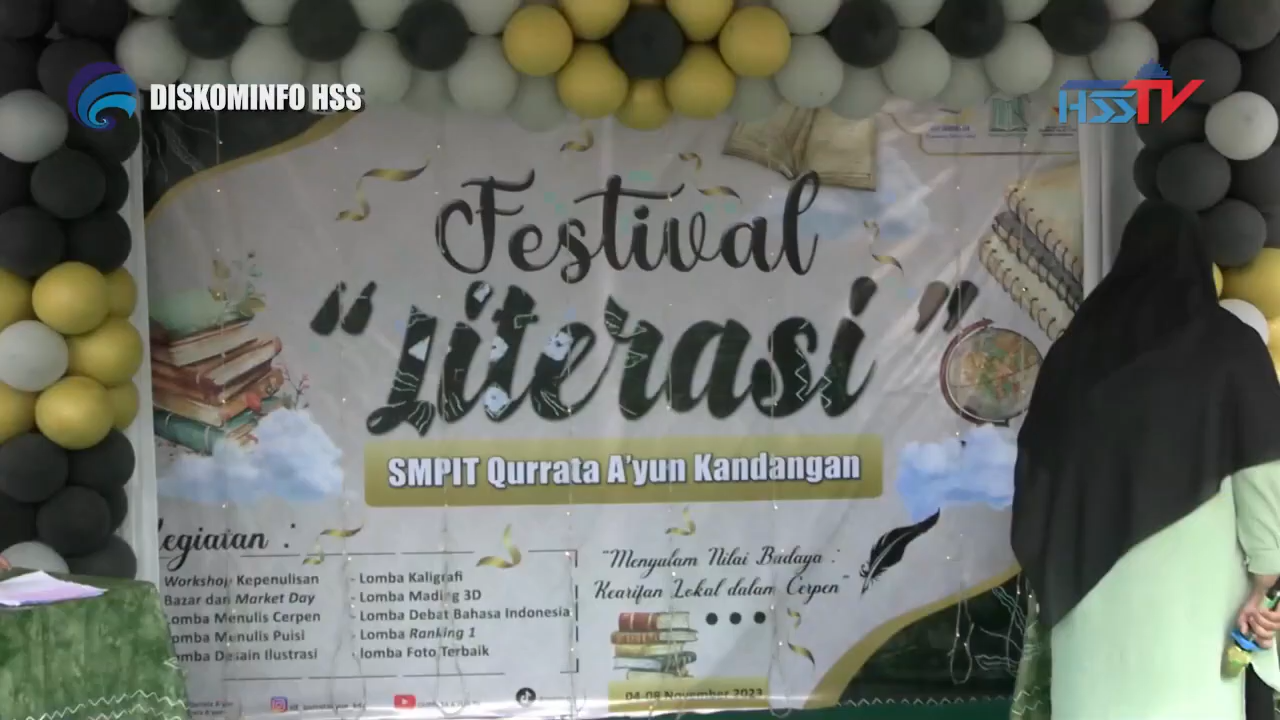 DISKOMINFO HSS
HSSTV
Festival
"Literasi"
SMPIT Qurrata A'yun Kandangan
Kegiatan :
Workshop Kepenulisan
Bazar dan Market Day
Lomba Menulis Cerpen
Lomba Menulis Puisi
Lomba Desain Ilustrasi
- Lomba Kaligrafi
- Lomba Mading 3D
- Lomba Debat Bahasa Indonesia
- Lomba Ranking 1
- lomba Foto Terbaik
"Menyulam Nilai Budaya :
Kearifan Lokal dalam Cerpen"
04-08 November 2023